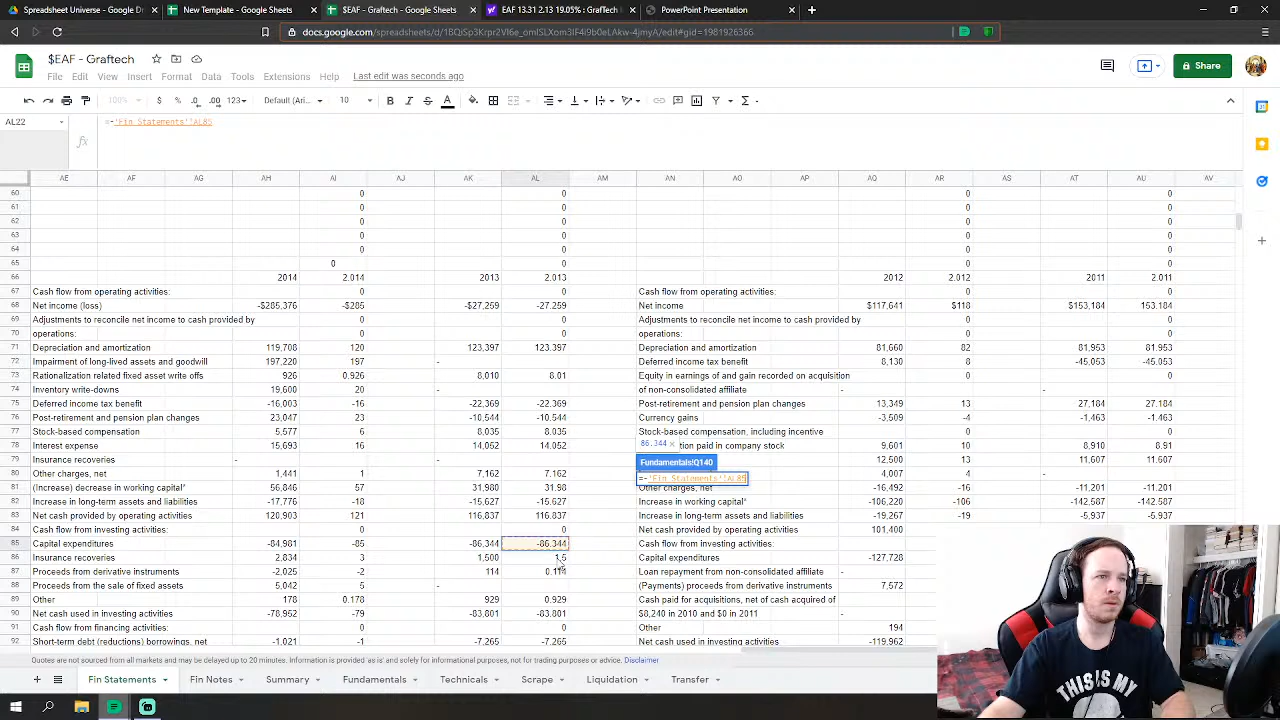 Spreadsheet Universe - Google D
New Template - Google Sheets
$EAF - Graftech - Google Sheets
EAF 13.31 2.13 19.05% : GrafTech I
PowerPoint Presentation
docs.google.com
$EAF - Graftech
File Edit View Insert Format Data Tools Extensions Help Last edit was seconds ago
Share
100% $ % .0 .00 123 Default (Ari... 10 B I S A
AL22 =-'Fin Statements'!AL85
AE AF AG AH AI AJ AK AL AM AN AO AP AQ AR AS AT AU AV
60 0 0 0 0
61 0 0 0 0
62 0 0 0 0
63 0 0 0 0
64 0 0 0 0
65 0 0 0 0
66 2014 2.014 2013 2.013 2012 2.012 2011 2.011
67 Cash flow from operating activities: 0 0 Cash flow from operating activities: 0 0
68 Net income (loss) -$285,376 -$285 -$27,259 -27.259 Net income $117,641 $118 $153,184 153.184
69 Adjustments to reconcile net income to cash provided by 0 0 Adjustments to reconcile net income to cash provided by 0 0
70 operations: 0 0 operations: 0 0
71 Depreciation and amortization 119,708 120 123,397 123.397 Depreciation and amortization 81,660 82 81,953 81.953
72 Impairment of long-lived assets and goodwill 197,220 197 - Deferred income tax benefit 8,130 8 -45,053 -45.053
73 Rationalization related fixed asset write offs 926 0.926 8,010 8.01 Equity in earnings of and gain recorded on acquisition 0 0
74 Inventory write-downs 19,600 20 - of non-consolidated affiliate - -
75 Deferred income tax benefit -16,003 -16 -22,369 -22.369 Post-retirement and pension plan changes 13,349 13 27,184 27.184
76 Post-retirement and pension plan changes 23,047 23 -10,544 -10.544 Currency gains -3,509 -4 -1,463 -1.463
77 Stock-based compensation 5,577 6 8,035 8.035 Stock-based compensation, including incentive 0 0
86.344 ×
78 Interest expense 15,693 16 14,052 14.052 tion paid in company stock 9,601 10 8,910 8.91
Fundamentals!Q140
79 Insurance recoveries - - 12,500 13 11,607 11.607
80 Other charges, net 1,441 1 7,162 7.162 4,007 4 -
=-'Fin Statements'!AL85
81 (Increase) decrease in working capital* 56,846 57 31,980 31.98 Other charges, net -16,492 -16 -11,236 -11.236
82 Increase in long-term assets and liabilities -17,776 -18 -15,627 -15.627 Increase in working capital* -106,220 -106 -142,587 -142.587
83 Net cash provided by operating activities 120,903 121 116,837 116.837 Increase in long-term assets and liabilities -19,267 -19 -5,937 -5.937
84 Cash flow from investing activities: 0 0 Net cash provided by operating activities 101,400
85 Capital expenditures -84,981 -85 -86,344 -86.344 Cash flow from investing activities:
86 Insurance recoveries 2,834 3 1,500 1.5 Capital expenditures -127,728
87 Proceeds from derivative instruments -2,025 -2 114 0.114 Loan repayment from non-consolidated affiliate -
88 Proceeds from the sale of fixed assets 5,042 5 - (Payments) proceeds from derivative instruments 7,572
89 Other 178 0.178 929 0.929 Cash paid for acquisitions, net of cash acquired of
90 Net cash used in investing activities -78,952 -79 -83,801 -83.801 $8,240 in 2010 and $0 in 2011 -
91 Cash flow from financing activities: 0 0 Other 194
92 Short-term debt (reductions) borrowings, net -1,021 -1 -7,265 -7.265 Net cash used in investing activities -119,962
Quotes are not sourced from all markets and may be delayed up to 20 minutes. Information is provided 'as is' and solely for informational purposes, not for trading purposes or advice. Disclaimer
Fin Statements Fin Notes Summary Fundamentals Technicals Scrape Liquidation Transfer
THIS IS MY